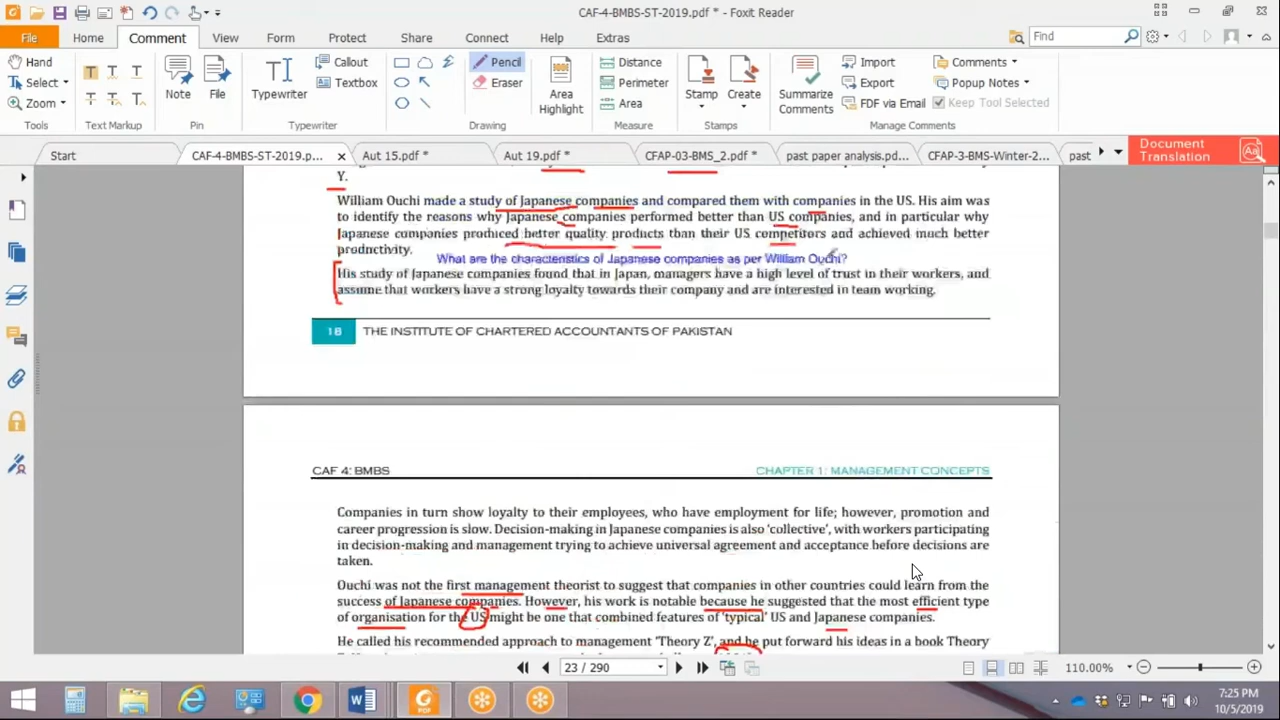 CAF-4-BMBS-ST-2019.pdf * - Foxit Reader
File Home Comment View Form Protect Share Connect Help Extras Find
Hand
Select
Zoom
Tools
Text Markup
Note
File
Pin
Typewriter
Callout
Textbox
Typewriter
Pencil
Eraser
Drawing
Area
Highlight
Distance
Perimeter
Area
Measure
Stamp
Create
Stamps
Summarize
Comments
Import
Export
FDF via Email
Comments
Popup Notes
Keep Tool Selected
Manage Comments
Start CAF-4-BMBS-ST-2019.p... Aut 15.pdf * Aut 19.pdf * CFAP-03-BMS_2.pdf * past paper analysis.pd... CFAP-3-BMS-Winter-2... past
Document
Translation
Y.
William Ouchi made a study of Japanese companies and compared them with companies in the US. His aim was
to identify the reasons why Japanese companies performed better than US companies, and in particular why
Japanese companies produced better quality products than their US competitors and achieved much better
productivity.
What are the characteristics of Japanese companies as per William Ouchi?
His study of Japanese companies found that in Japan, managers have a high level of trust in their workers, and
assume that workers have a strong loyalty towards their company and are interested in team working.
18 THE INSTITUTE OF CHARTERED ACCOUNTANTS OF PAKISTAN
CAF 4: BMBS CHAPTER 1: MANAGEMENT CONCEPTS
Companies in turn show loyalty to their employees, who have employment for life; however, promotion and
career progression is slow. Decision-making in Japanese companies is also 'collective', with workers participating
in decision-making and management trying to achieve universal agreement and acceptance before decisions are
taken.
Ouchi was not the first management theorist to suggest that companies in other countries could learn from the
success of Japanese companies. However, his work is notable because he suggested that the most efficient type
of organisation for the US might be one that combined features of 'typical' US and Japanese companies.
He called his recommended approach to management 'Theory Z', and he put forward his ideas in a book Theory
23 / 290
110.00%
7:25 PM
10/5/2019